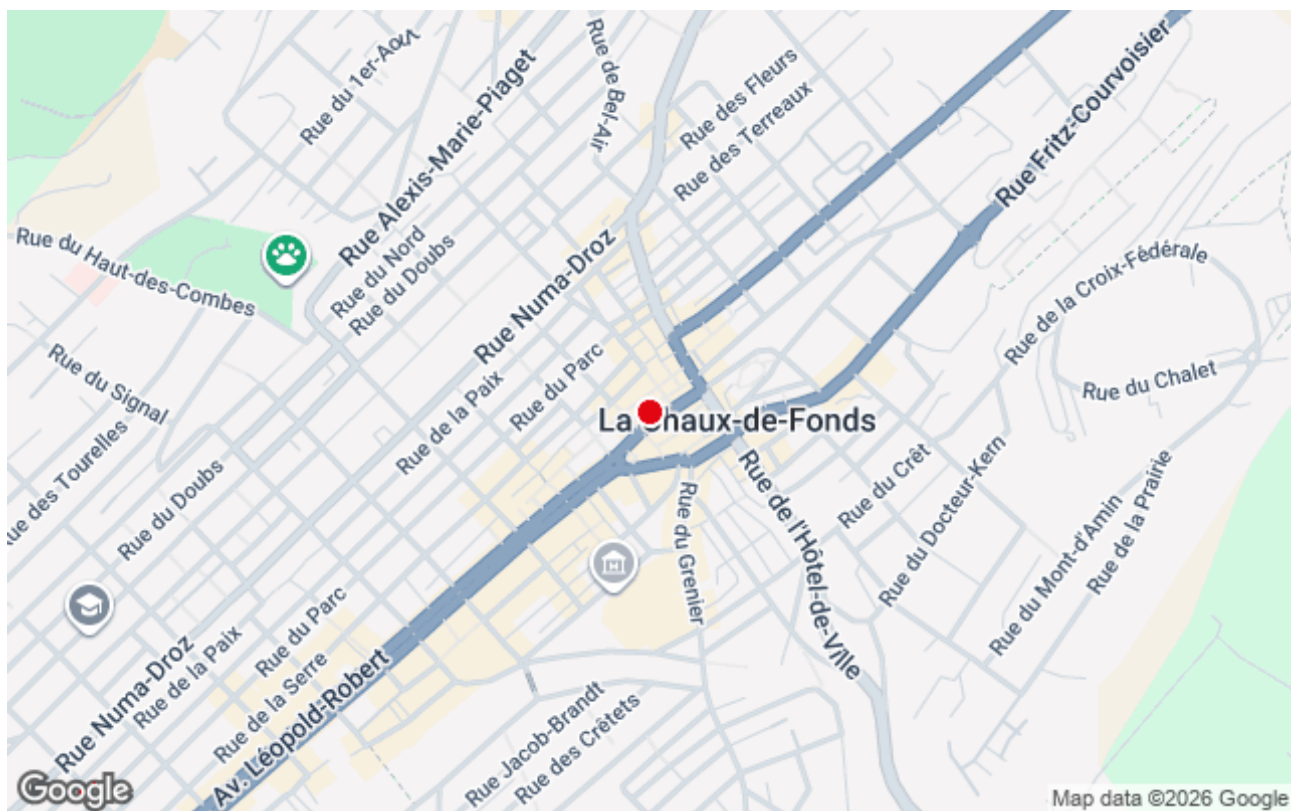 Rue du 1er-Août
Rue Alexis-Marie-Piaget
Rue de Bel-Air
Rue des Fleurs
Rue des Terreaux
Rue Fritz-Courvoisier
Rue du Haut-des-Combes
Rue du Nord
Rue du Doubs
Rue Numa-Droz
Rue de la Croix-Fédérale
Rue du Chalet
Rue du Signal
Rue du Parc
Rue de la Paix
La Chaux-de-Fonds
Rue des Tourelles
Rue du Doubs
Rue du Crêt
Rue du Docteur-Kern
Rue de l'Hôtel-de-Ville
Rue du Grenier
Rue du Mont-d'Amin
Rue de la Prairie
Rue du Parc
Rue de la Paix
Rue de la Serre
Rue Numa-Droz
Av. Léopold-Robert
Rue Jacob-Brandt
Rue des Crêtets
Google
Map data ©2026 Google